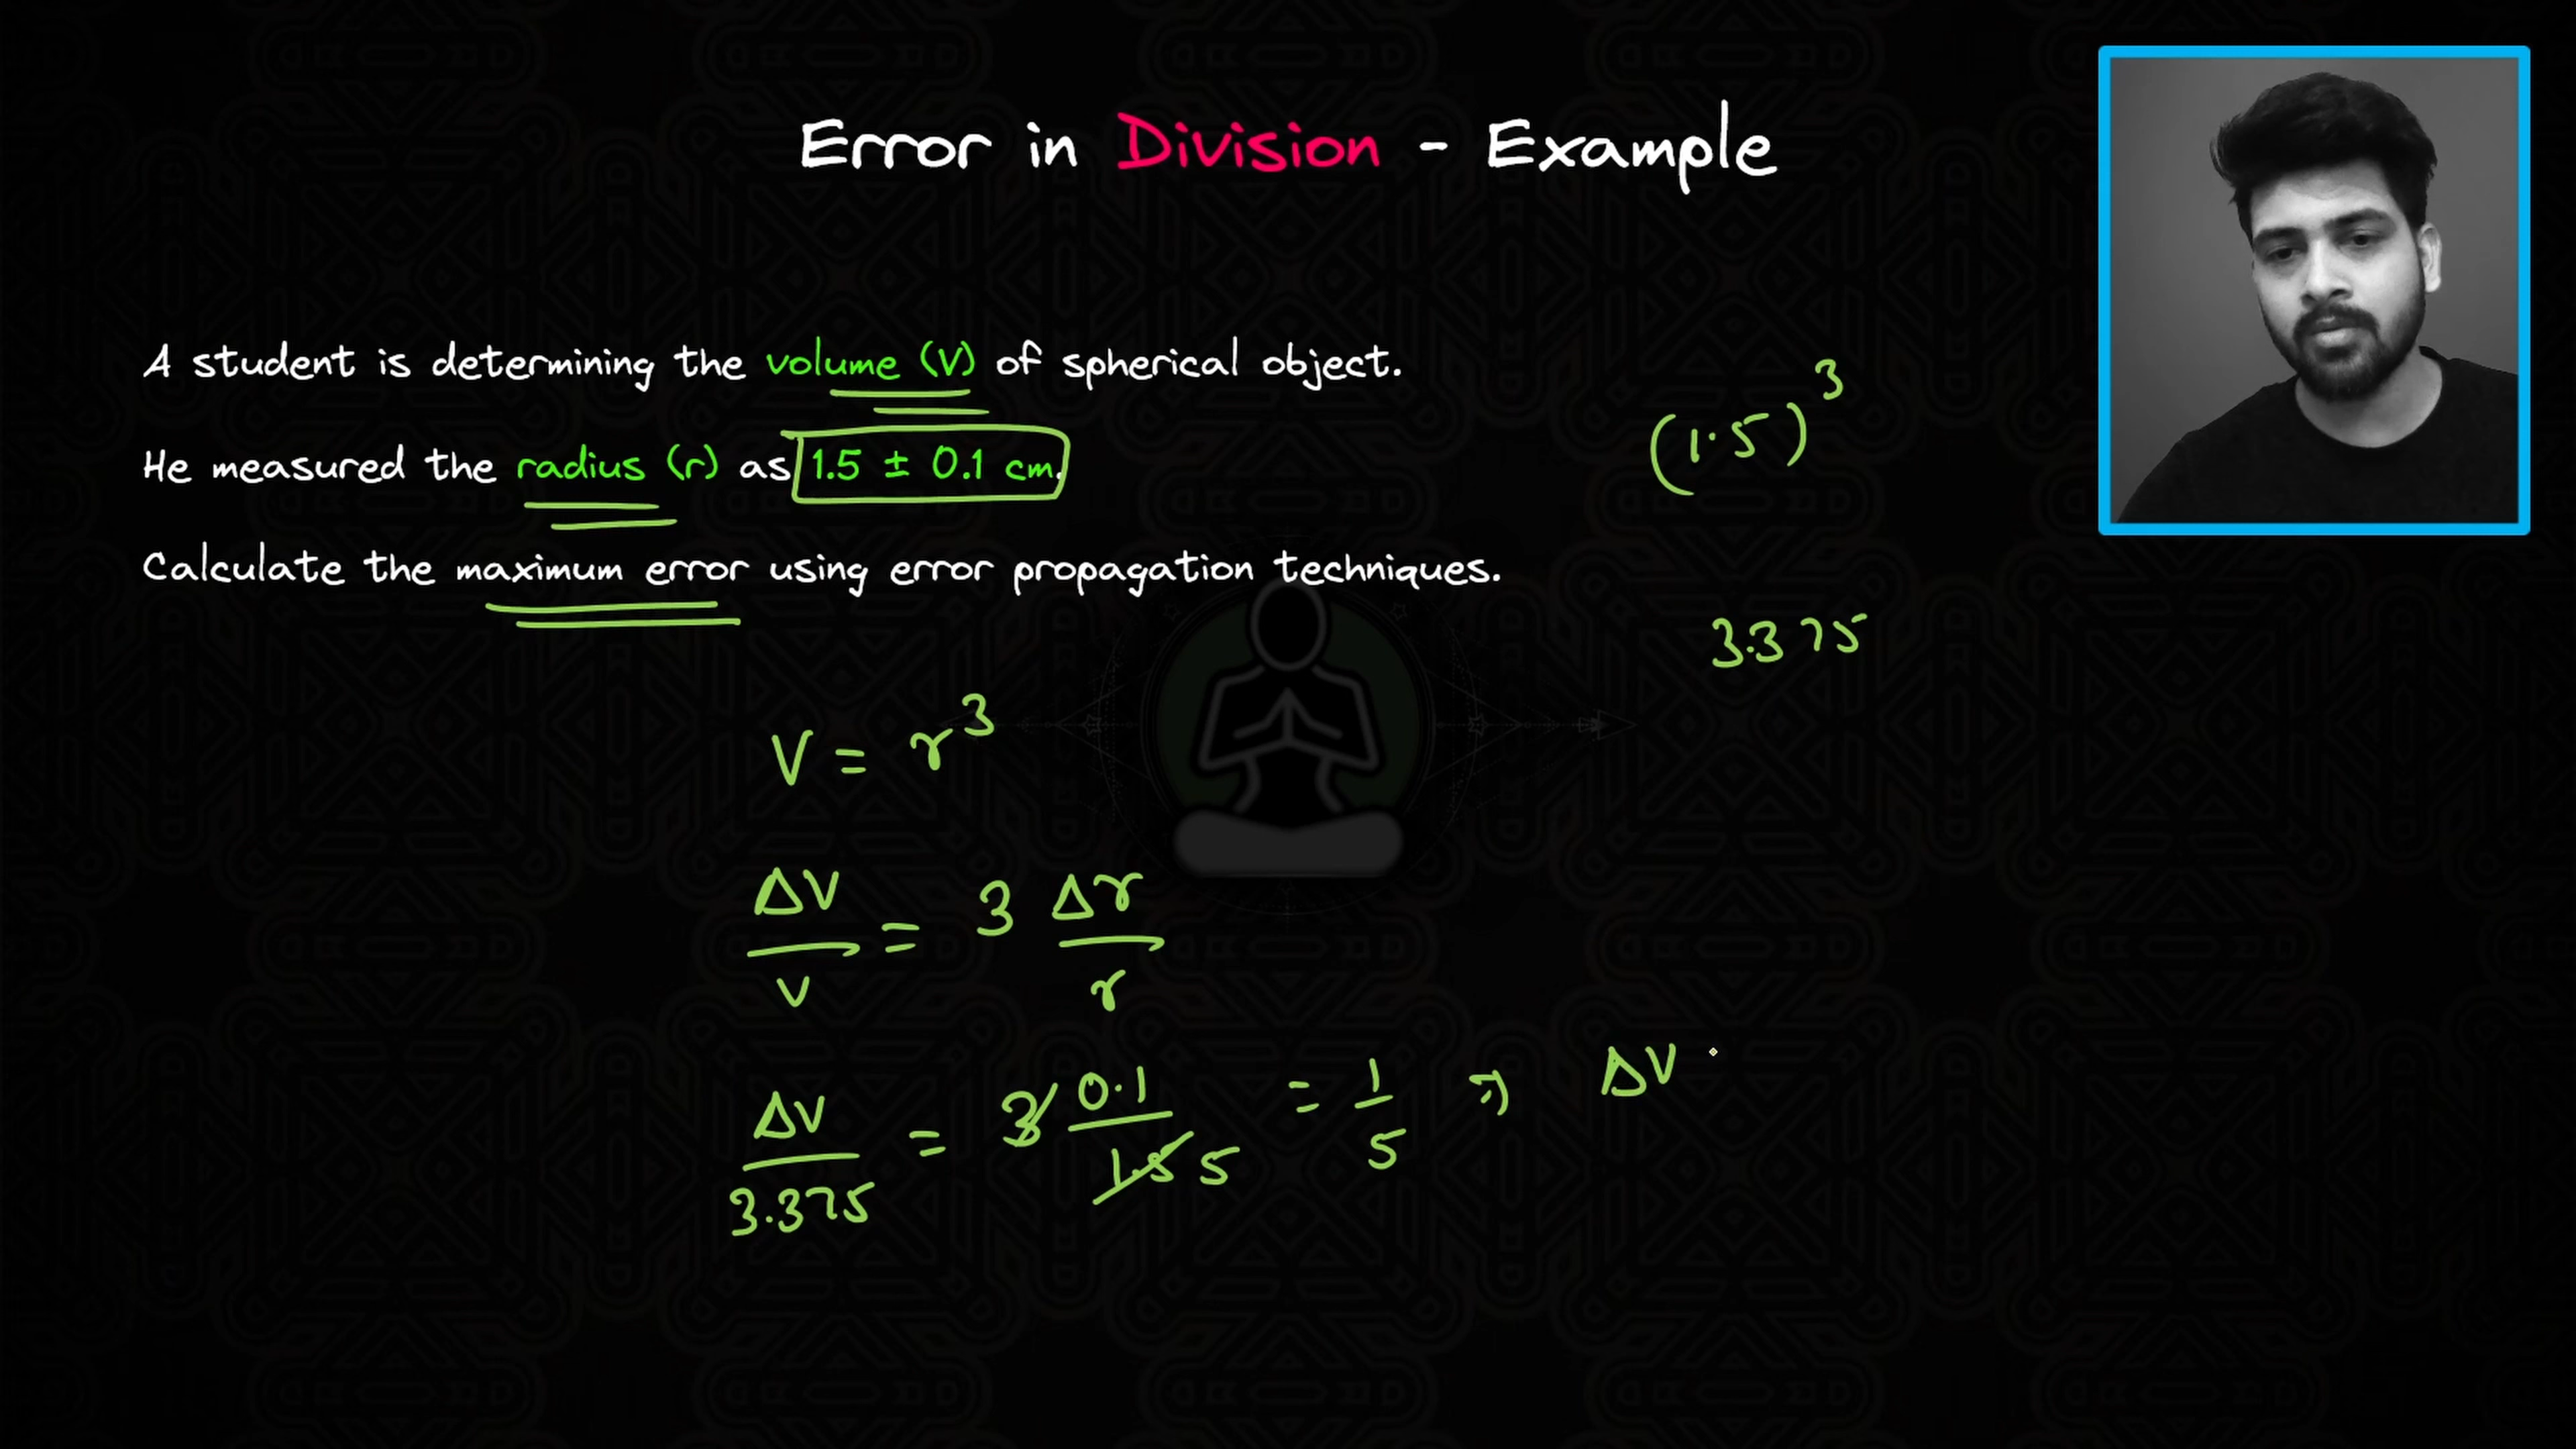 Error in Division - Example
A student is determining the volume (V) of spherical object.
He measured the radius (r) as 1.5 ± 0.1 cm.
Calculate the maximum error using error propagation techniques.
(1.5)³
3.375
V = r³
ΔV/V = 3 Δr/r
ΔV/3.375 = 3 0.1/1.5 5 = 1/5 ⇒ ΔV